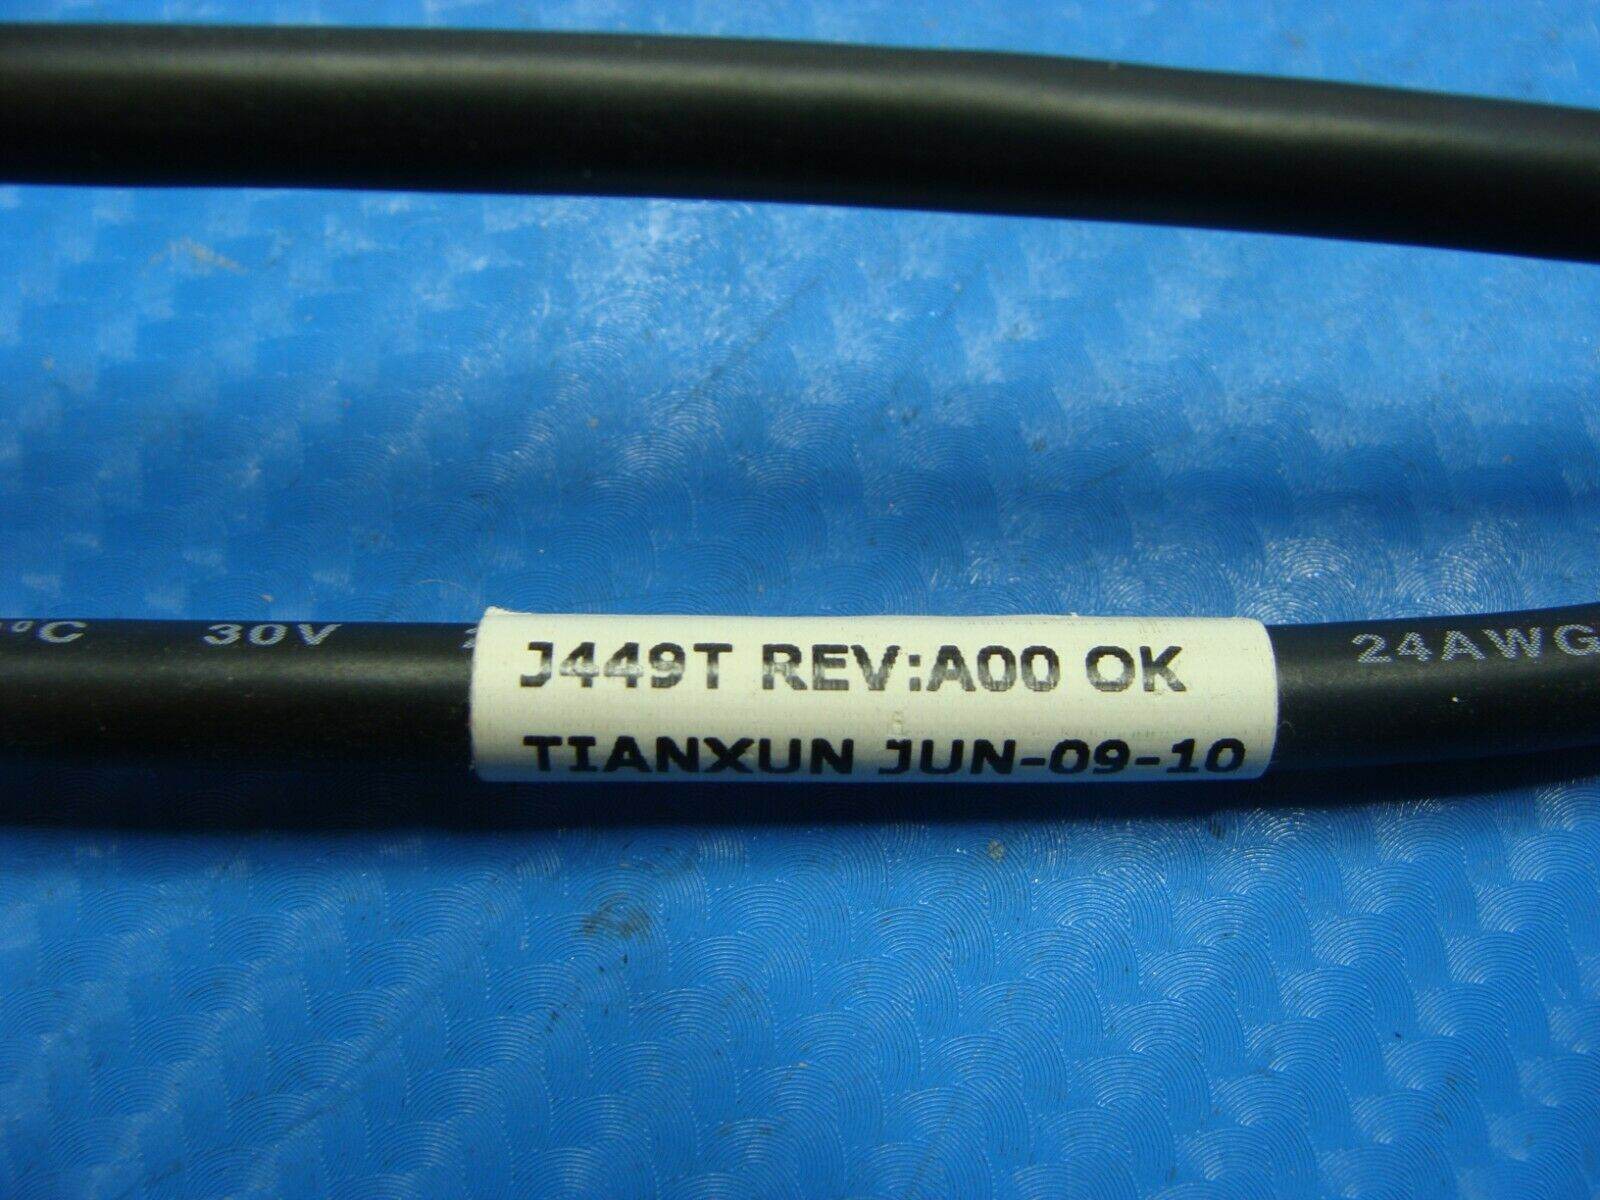 °C 30V 24AWG
J449T REV:A00 OK
TIANXUN JUN-09-10